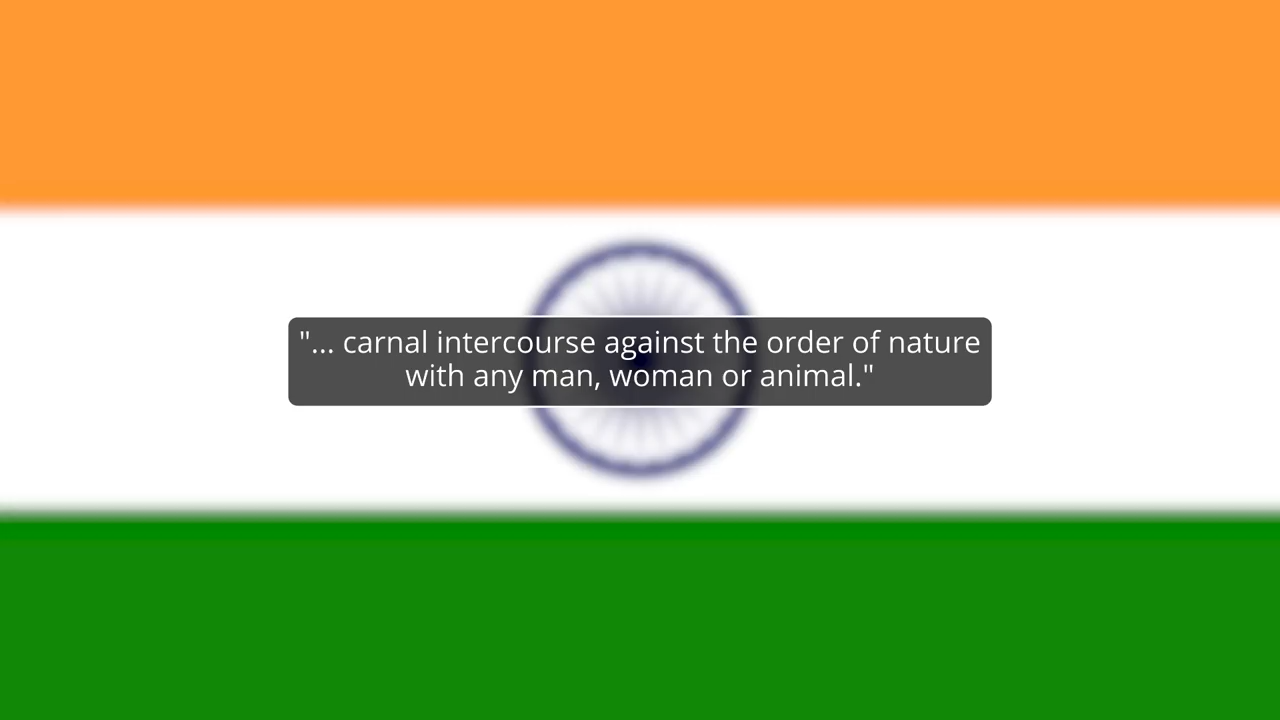 "... carnal intercourse against the order of nature
with any man, woman or animal."